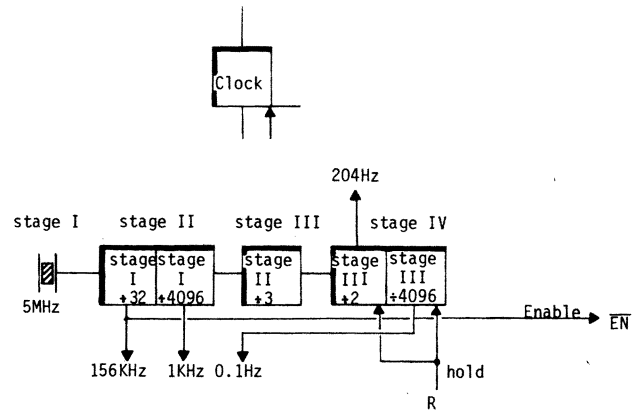 Clock
204Hz
stage I stage II stage III stage IV
stage stage stage stage stage
I I II III III
÷32 ÷4096 ÷3 ÷2 ÷4096
5MHz
Enable EN
156KHz 1KHz 0.1Hz hold
R